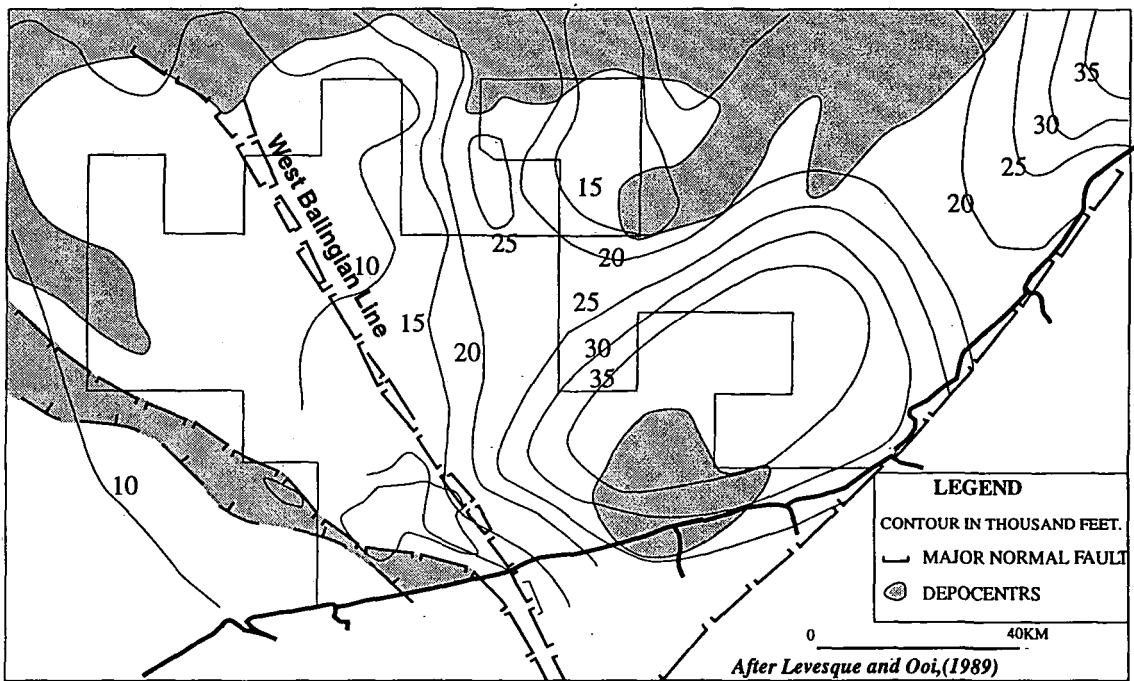 35
30
25
20
15
25
20
West Balingian Line
10
15
20
25
30
35
10
LEGEND
CONTOUR IN THOUSAND FEET.
MAJOR NORMAL FAULT
DEPOCENTRS
0 40KM
After Levesque and Ooi,(1989)